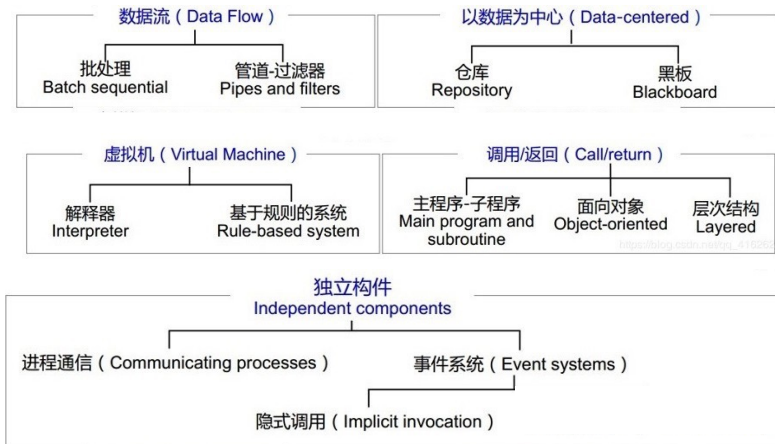 数据流（Data Flow）
以数据为中心（Data-centered）
批处理
Batch sequential
管道-过滤器
Pipes and filters
仓库
Repository
黑板
Blackboard
虚拟机（Virtual Machine）
调用/返回（Call/return）
解释器
Interpreter
基于规则的系统
Rule-based system
主程序-子程序
Main program and
subroutine
面向对象
Object-oriented
层次结构
Layered
独立构件
Independent components
进程通信（Communicating processes）
事件系统（Event systems）
隐式调用（Implicit invocation）